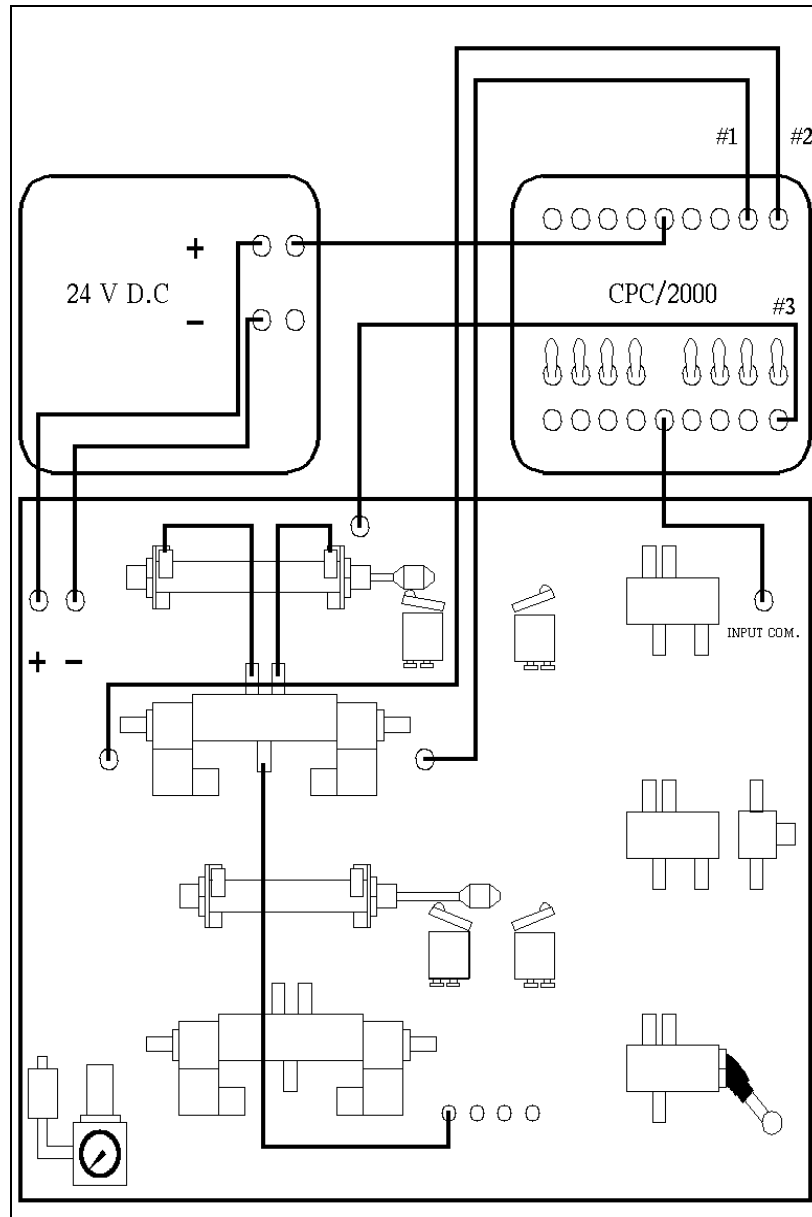 #1
#2
+
24 V D.C
-
CPC/2000
#3
+ -
INPUT COM.